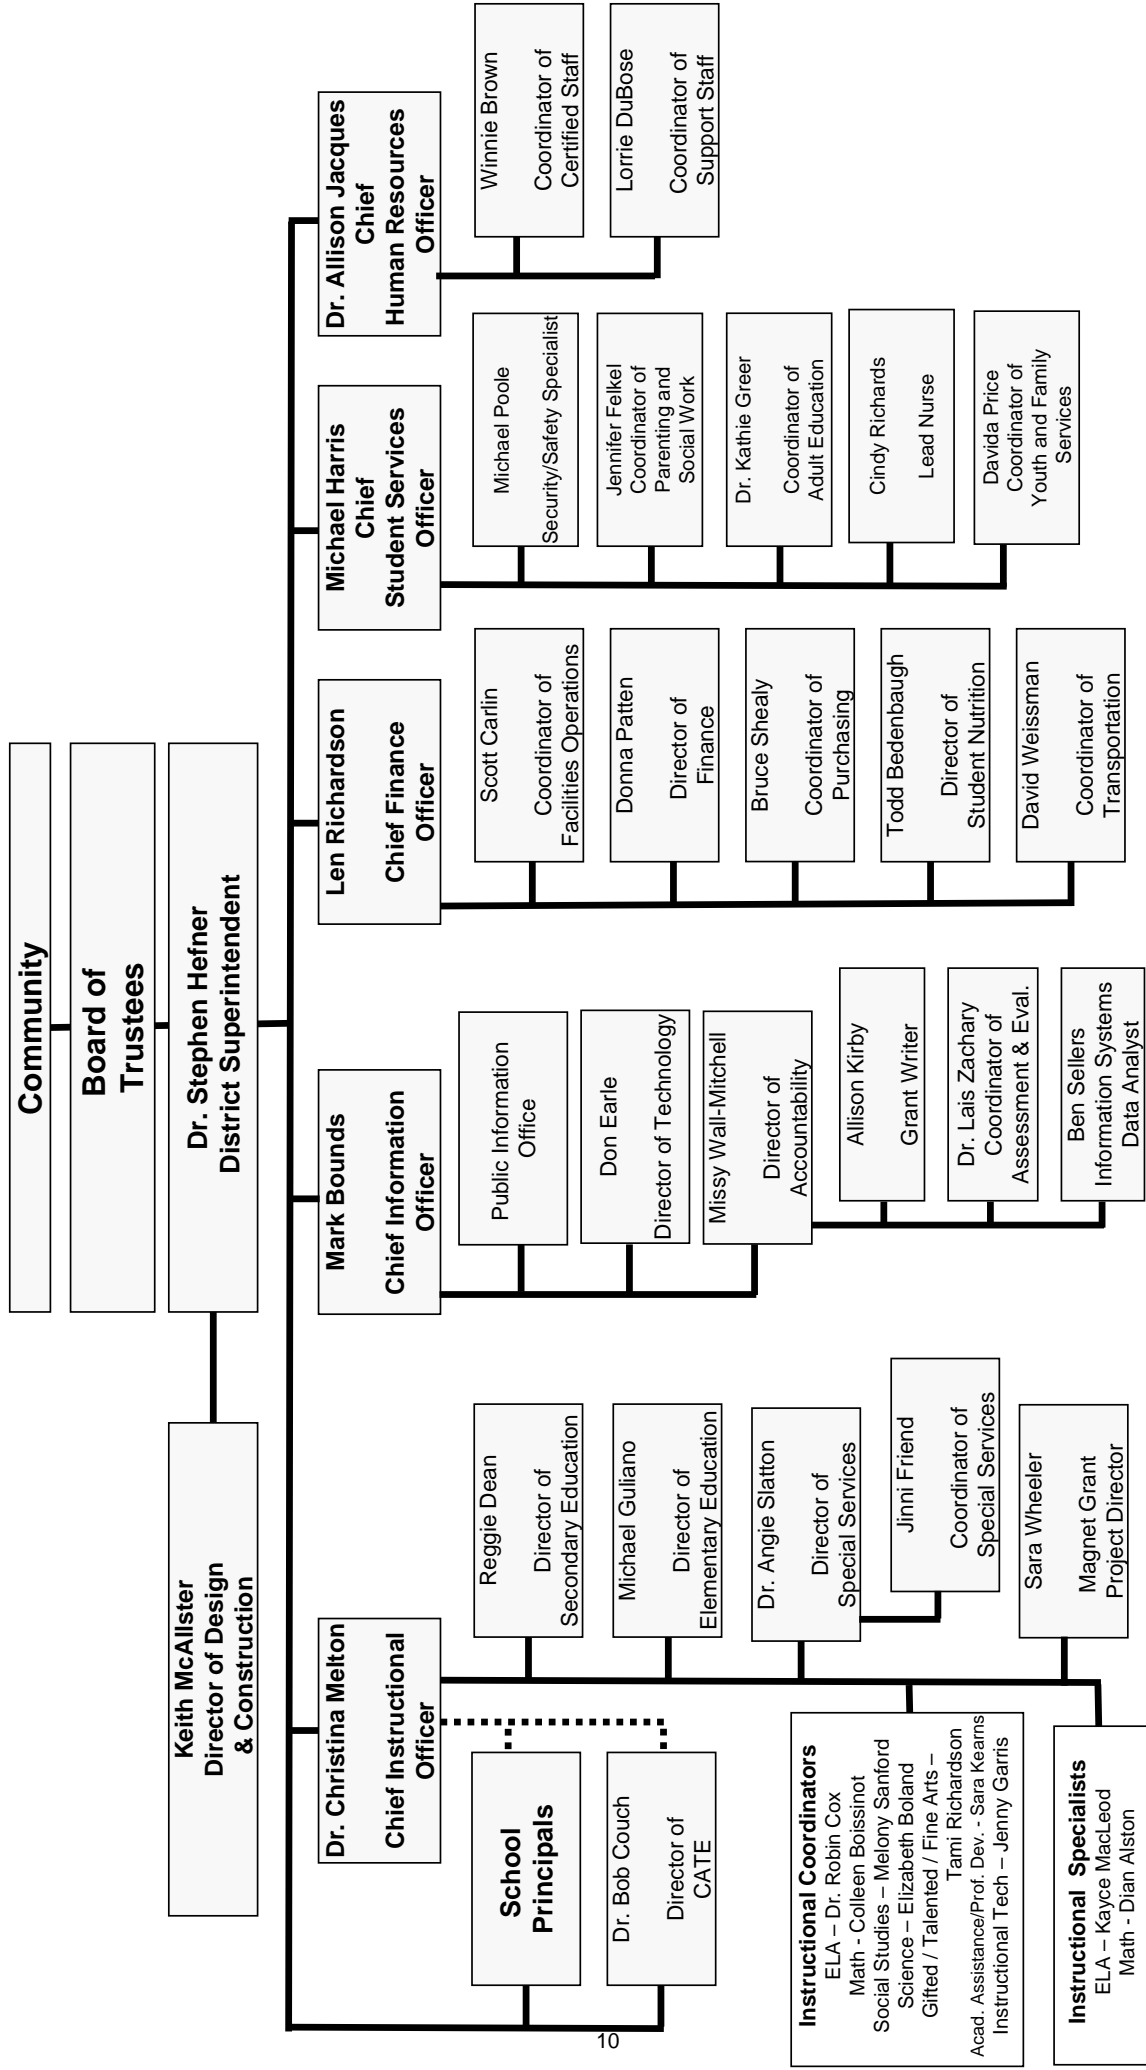 Community
Board of
Trustees
Dr. Stephen Hefner
District Superintendent
Keith McAllster
Director of Design
& Construction
Dr. Christina Melton
Chief Instructional
Officer
School
Principals
Dr. Bob Couch
Director of
CATE
Instructional Coordinators
ELA – Dr. Robin Cox
Math - Colleen Boissinot
Social Studies – Melony Sanford
Science – Elizabeth Boland
Gifted / Talented / Fine Arts –
Tami Richardson
Acad. Assistance/Prof. Dev. - Sara Kearns
Instructional Tech – Jenny Garris
Instructional Specialists
ELA – Kayce MacLeod
Math - Dian Alston
Reggie Dean
Director of
Secondary Education
Michael Guliano
Director of
Elementary Education
Dr. Angie Slatton
Director of
Special Services
Jinni Friend
Coordinator of
Special Services
Sara Wheeler
Magnet Grant
Project Director
Mark Bounds
Chief Information
Officer
Public Information
Office
Don Earle
Director of Technology
Missy Wall-Mitchell
Director of
Accountability
Allison Kirby
Grant Writer
Dr. Lais Zachary
Coordinator of
Assessment & Eval.
Ben Sellers
Information Systems
Data Analyst
Len Richardson
Chief Finance
Officer
Scott Carlin
Coordinator of
Facilities Operations
Donna Patten
Director of
Finance
Bruce Shealy
Coordinator of
Purchasing
Todd Bedenbaugh
Director of
Student Nutrition
David Weissman
Coordinator of
Transportation
Michael Harris
Chief
Student Services
Officer
Michael Poole
Security/Safety Specialist
Jennifer Felkel
Coordinator of
Parenting and
Social Work
Dr. Kathie Greer
Coordinator of
Adult Education
Cindy Richards
Lead Nurse
Davida Price
Coordinator of
Youth and Family
Services
Dr. Allison Jacques
Chief
Human Resources
Officer
Winnie Brown
Coordinator of
Certified Staff
Lorrie DuBose
Coordinator of
Support Staff
10